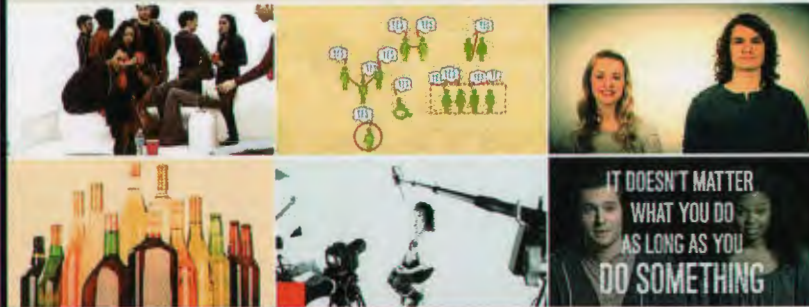 IT DOESN'T MATTER
WHAT YOU DO
AS LONG AS YOU
DO SOMETHING